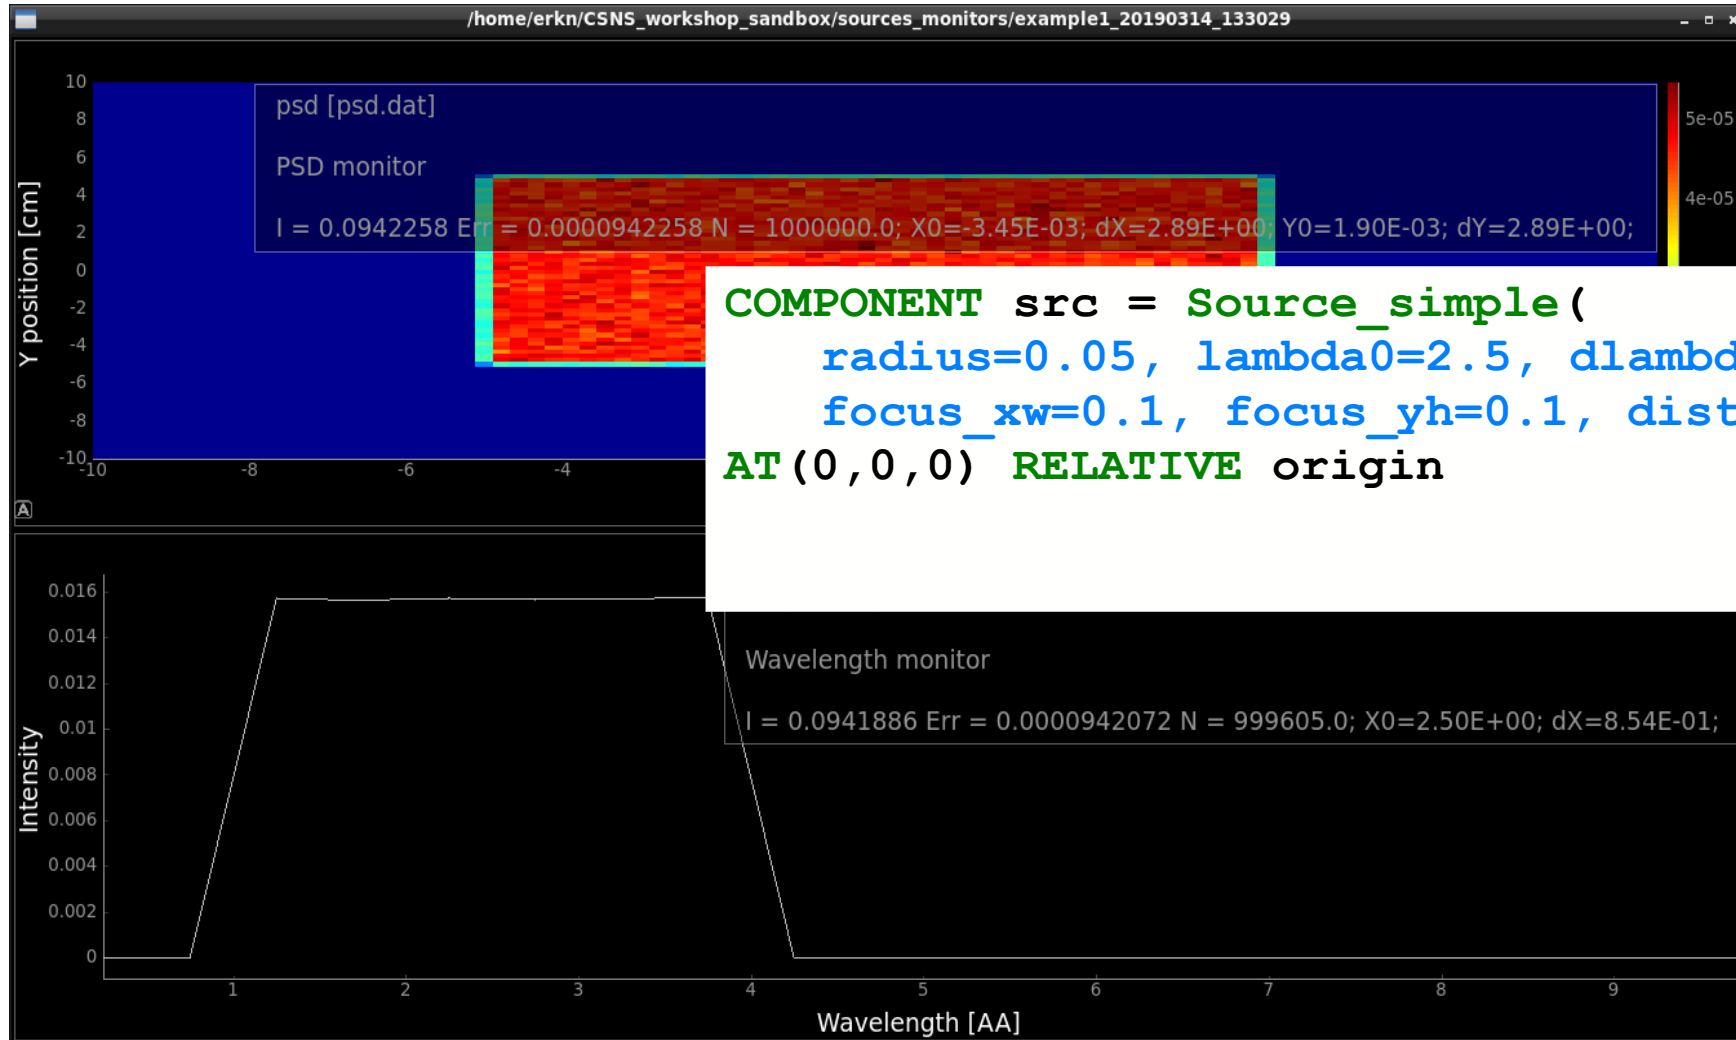 /home/erkn/CSNS_workshop_sandbox/sources_monitors/example1_20190314_133029
10
8
6
4
2
0
-2
-4
-6
-8
-10
Y position [cm]
psd [psd.dat]
PSD monitor
I = 0.0942258 Err = 0.0000942258 N = 1000000.0; X0=-3.45E-03; dX=2.89E+00; Y0=1.90E-03; dY=2.89E+00;
5e-05
4e-05
-10 -8 -6 -4
A
COMPONENT src = Source_simple(
radius=0.05, lambda0=2.5, dlambd
focus_xw=0.1, focus_yh=0.1, dist
AT(0,0,0) RELATIVE origin
0.016
0.014
0.012
0.01
0.008
0.006
0.004
0.002
0
Intensity
Wavelength monitor
I = 0.0941886 Err = 0.0000942072 N = 999605.0; X0=2.50E+00; dX=8.54E-01;
1 2 3 4 5 6 7 8 9
Wavelength [AA]